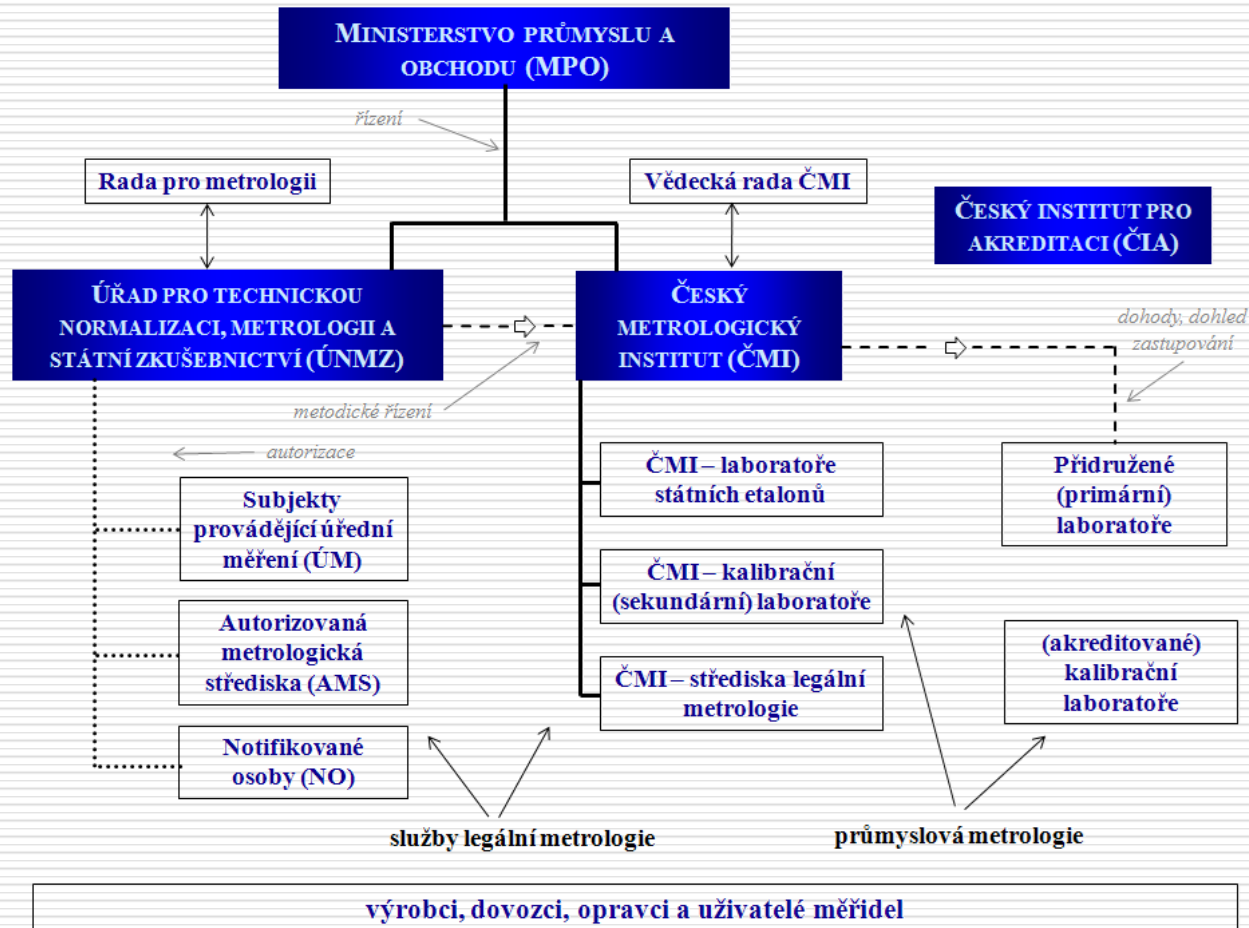 MINISTERSTVO PRŮMYSLU A
OBCHODU (MPO)
řízení
Rada pro metrologii
Vědecká rada ČMI
ČESKÝ INSTITUT PRO
AKREDITACI (ČIA)
ÚŘAD PRO TECHNICKOU
NORMALIZACI, METROLOGII A
STÁTNÍ ZKUŠEBNICTVÍ (ÚNMZ)
ČESKÝ
METROLOGICKÝ
INSTITUT (ČMI)
dohody, dohled
zastupování
metodické řízení
autorizace
Subjekty
provádějící úřední
měření (ÚM)
Autorizovaná
metrologická
střediska (AMS)
Notifikované
osoby (NO)
ČMI – laboratoře
státních etalonů
ČMI – kalibrační
(sekundární) laboratoře
ČMI – střediska legální
metrologie
Přidružené
(primární)
laboratoře
(akreditované)
kalibrační
laboratoře
služby legální metrologie
průmyslová metrologie
výrobci, dovozci, opravci a uživatelé měřidel